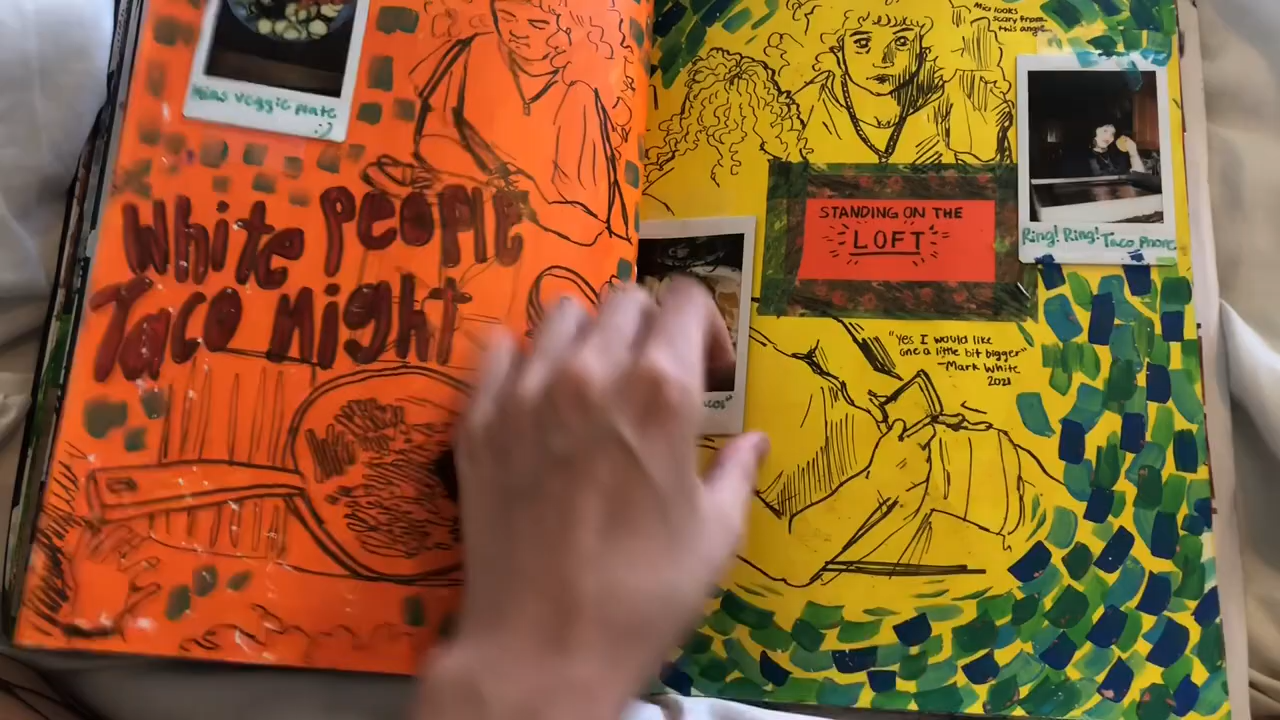 Mias veggie plate
:)
White People
Taco Night
Mia looks
scary from
this angle...
STANDING ON THE
LOFT
Ring! Ring! Taco Phone
"Yes I would like
one a little bit bigger"
-Mark White
2021